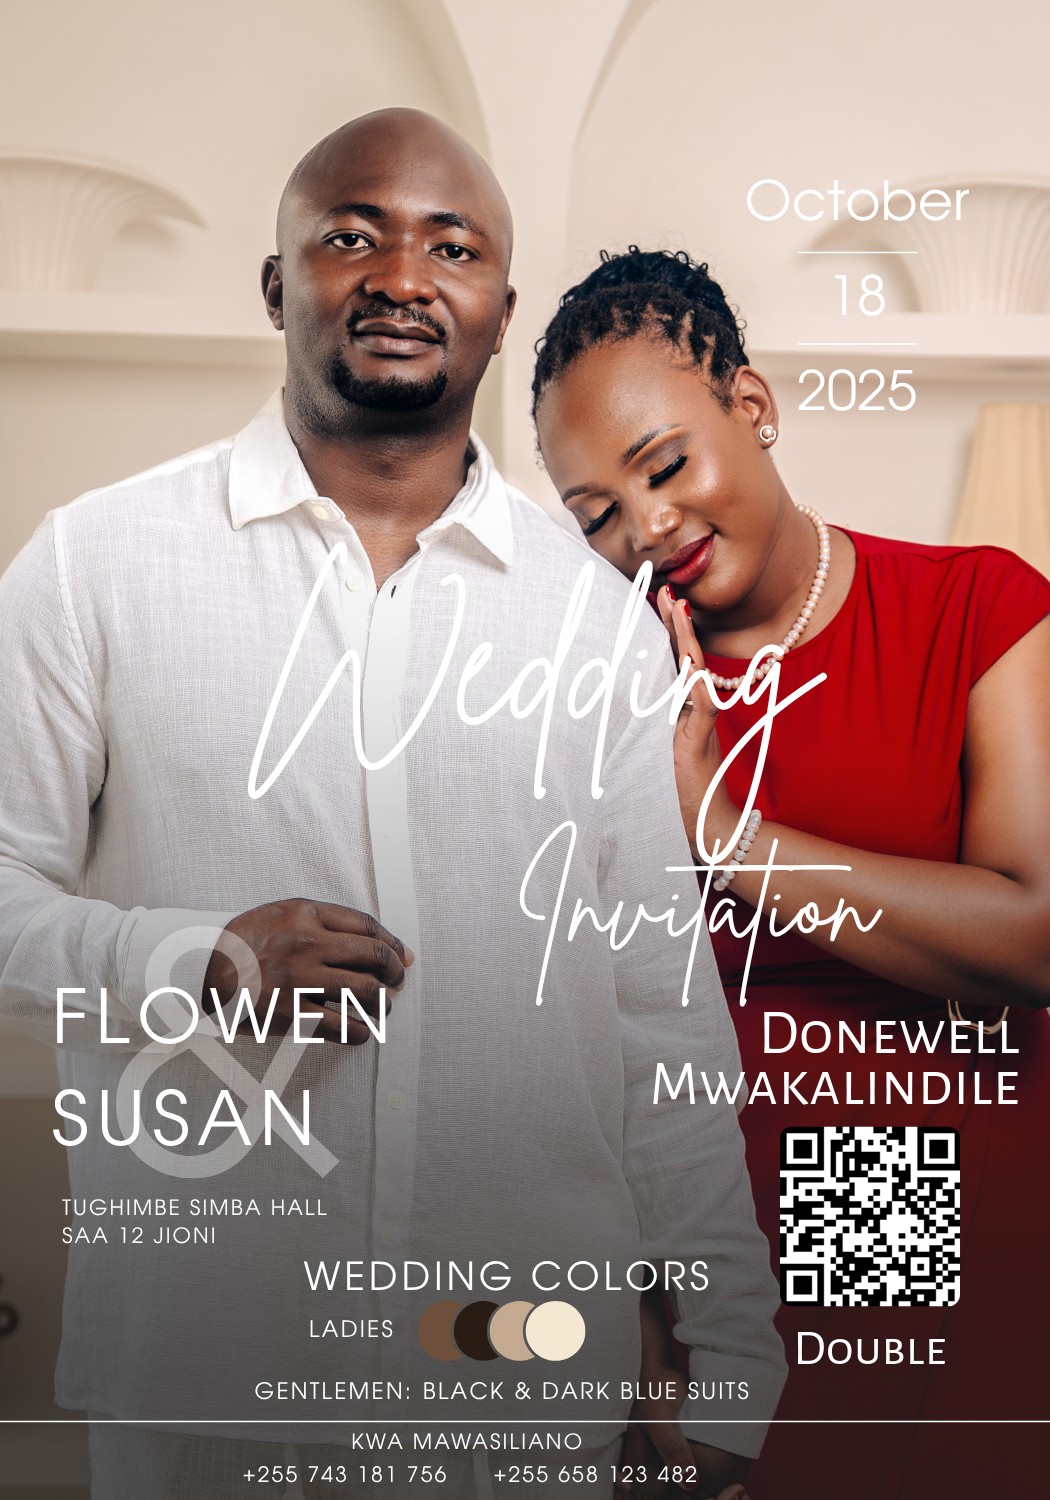 October
18
2025
Wedding
Invitation
FLOWEN
&
SUSAN
TUGHIMBE SIMBA HALL
SAA 12 JIONI
DONEWELL
MWAKALINDILE
DOUBLE
WEDDING COLORS
LADIES
GENTLEMEN: BLACK & DARK BLUE SUITS
KWA MAWASILIANO
+255 743 181 756 +255 658 123 482